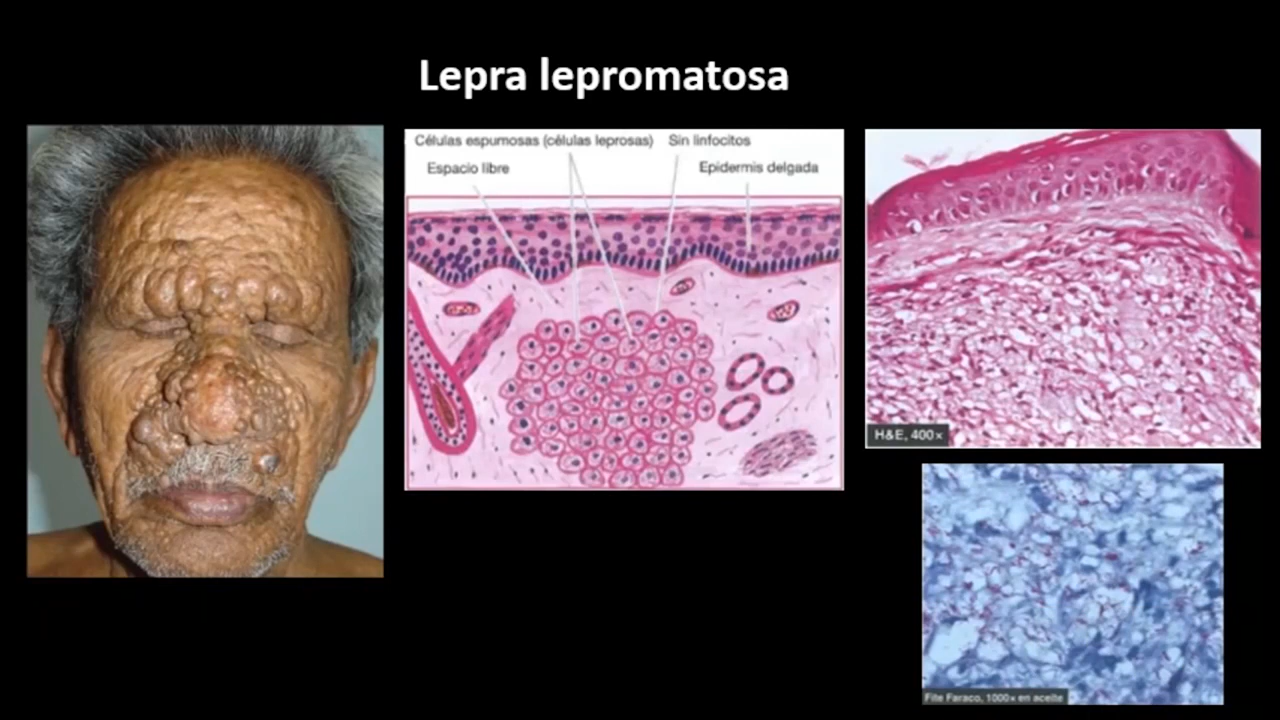 Lepra lepromatosa
Células espumosas (células leprosas) Sin linfocitos
Espacio libre Epidermis delgada
H&E, 400×
Fite Faraco, 1000× en aceite